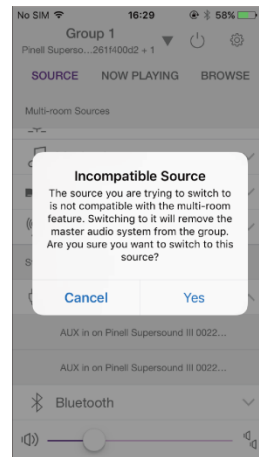 No SIM 16:29 58%
Group 1
Pinell Superso...261f400d2 + 1
SOURCE NOW PLAYING BROWSE
Multi-room Sources
Incompatible Source
The source you are trying to switch to
is not compatible with the multi-room
feature. Switching to it will remove the
master audio system from the group.
Are you sure you want to switch to this
source?
Cancel Yes
AUX in on Pinell Supersound III 0022...
AUX in on Pinell Supersound III 0022...
Bluetooth